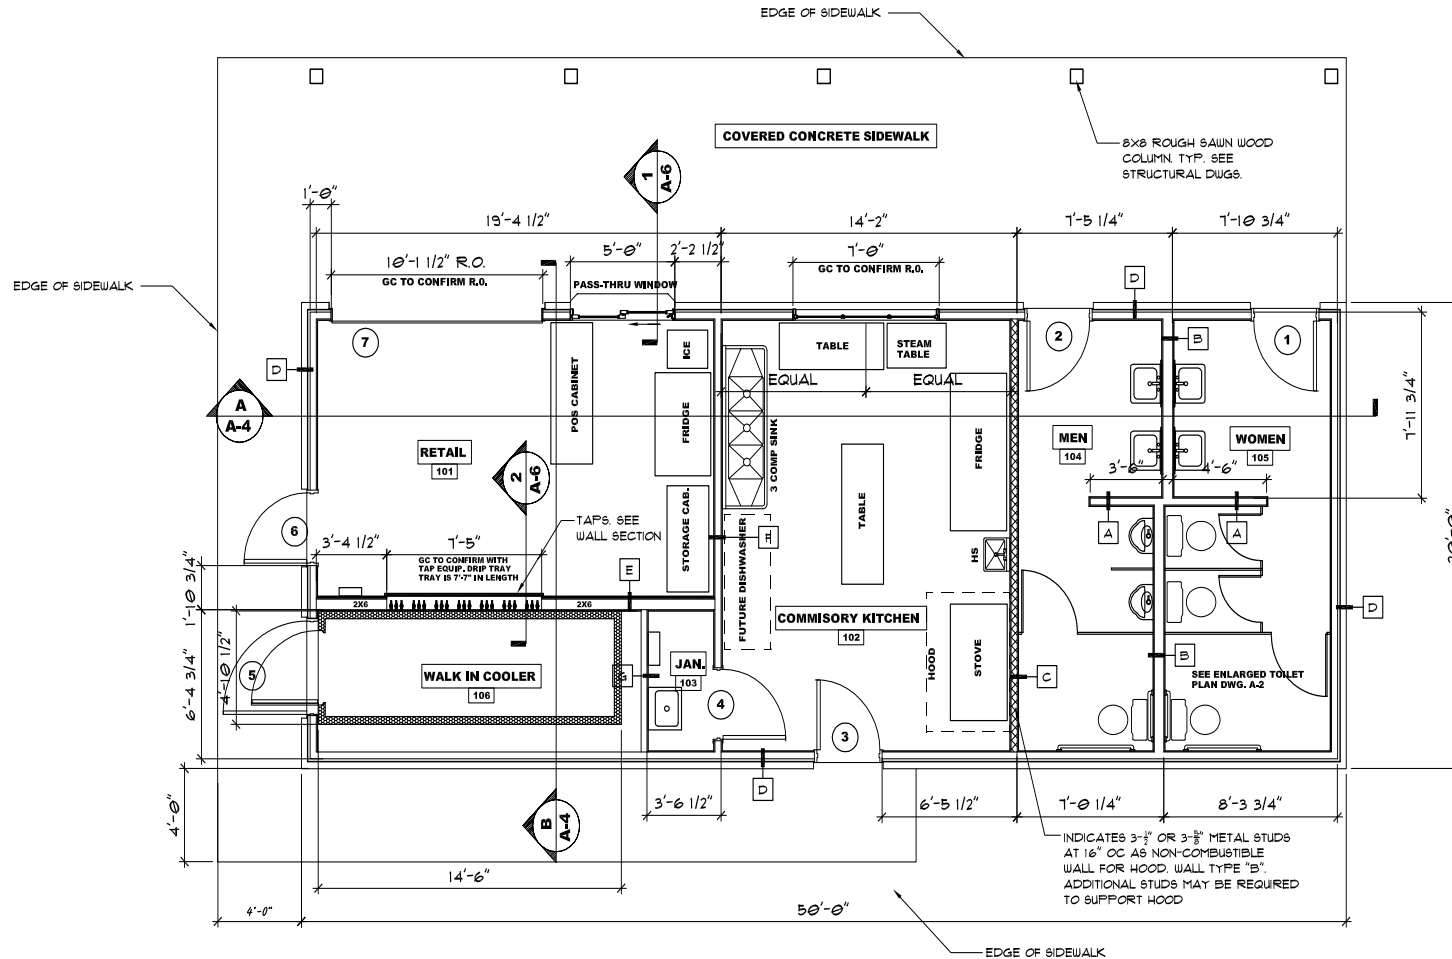 EDGE OF SIDEWALK
COVERED CONCRETE SIDEWALK
8X8 ROUGH SAWN WOOD
COLUMN. TYP. SEE
STRUCTURAL DWGS.
1
A-6
1'-0"
19'-4 1/2"
14'-2"
7'-5 1/4"
7'-10 3/4"
5'-0"
2'-2 1/2"
7'-0"
GC TO CONFIRM R.O.
10'-1 1/2" R.O.
GC TO CONFIRM R.O.
EDGE OF SIDEWALK
PASS-THRU WINDOW
D
D
7
2
1
B
ICE
TABLE
STEAM
TABLE
EQUAL
EQUAL
POS CABINET
FRIDGE
A
A-4
7'-11 3/4"
RETAIL
101
3 COMP SINK
FRIDGE
MEN
104
WOMEN
105
3'-6"
4'-6"
2
A-6
TABLE
STORAGE CAB.
6
TAPS. SEE
WALL SECTION
A
A
FUTURE DISHWASHER
HS
3'-4 1/2"
7'-5"
GC TO CONFIRM WITH
TAP EQUIP. DRIP TRAY
TRAY IS 7'-7" IN LENGTH
E
2X6
2X6
1'-10 3/4"
D
COMMISORY KITCHEN
102
B
4'-10 1/2"
6'-4 3/4"
5
WALK IN COOLER
106
JAN.
103
HOOD
STOVE
C
SEE ENLARGED TOILET
PLAN DWG. A-2
4
3
D
4'-0"
B
A-4
3'-6 1/2"
6'-5 1/2"
7'-0 1/4"
8'-3 3/4"
14'-6"
INDICATES 3-1/2" OR 3-5/8" METAL STUDS
AT 16" OC AS NON-COMBUSTIBLE
WALL FOR HOOD. WALL TYPE "B".
ADDITIONAL STUDS MAY BE REQUIRED
TO SUPPORT HOOD
4'-0"
50'-0"
EDGE OF SIDEWALK